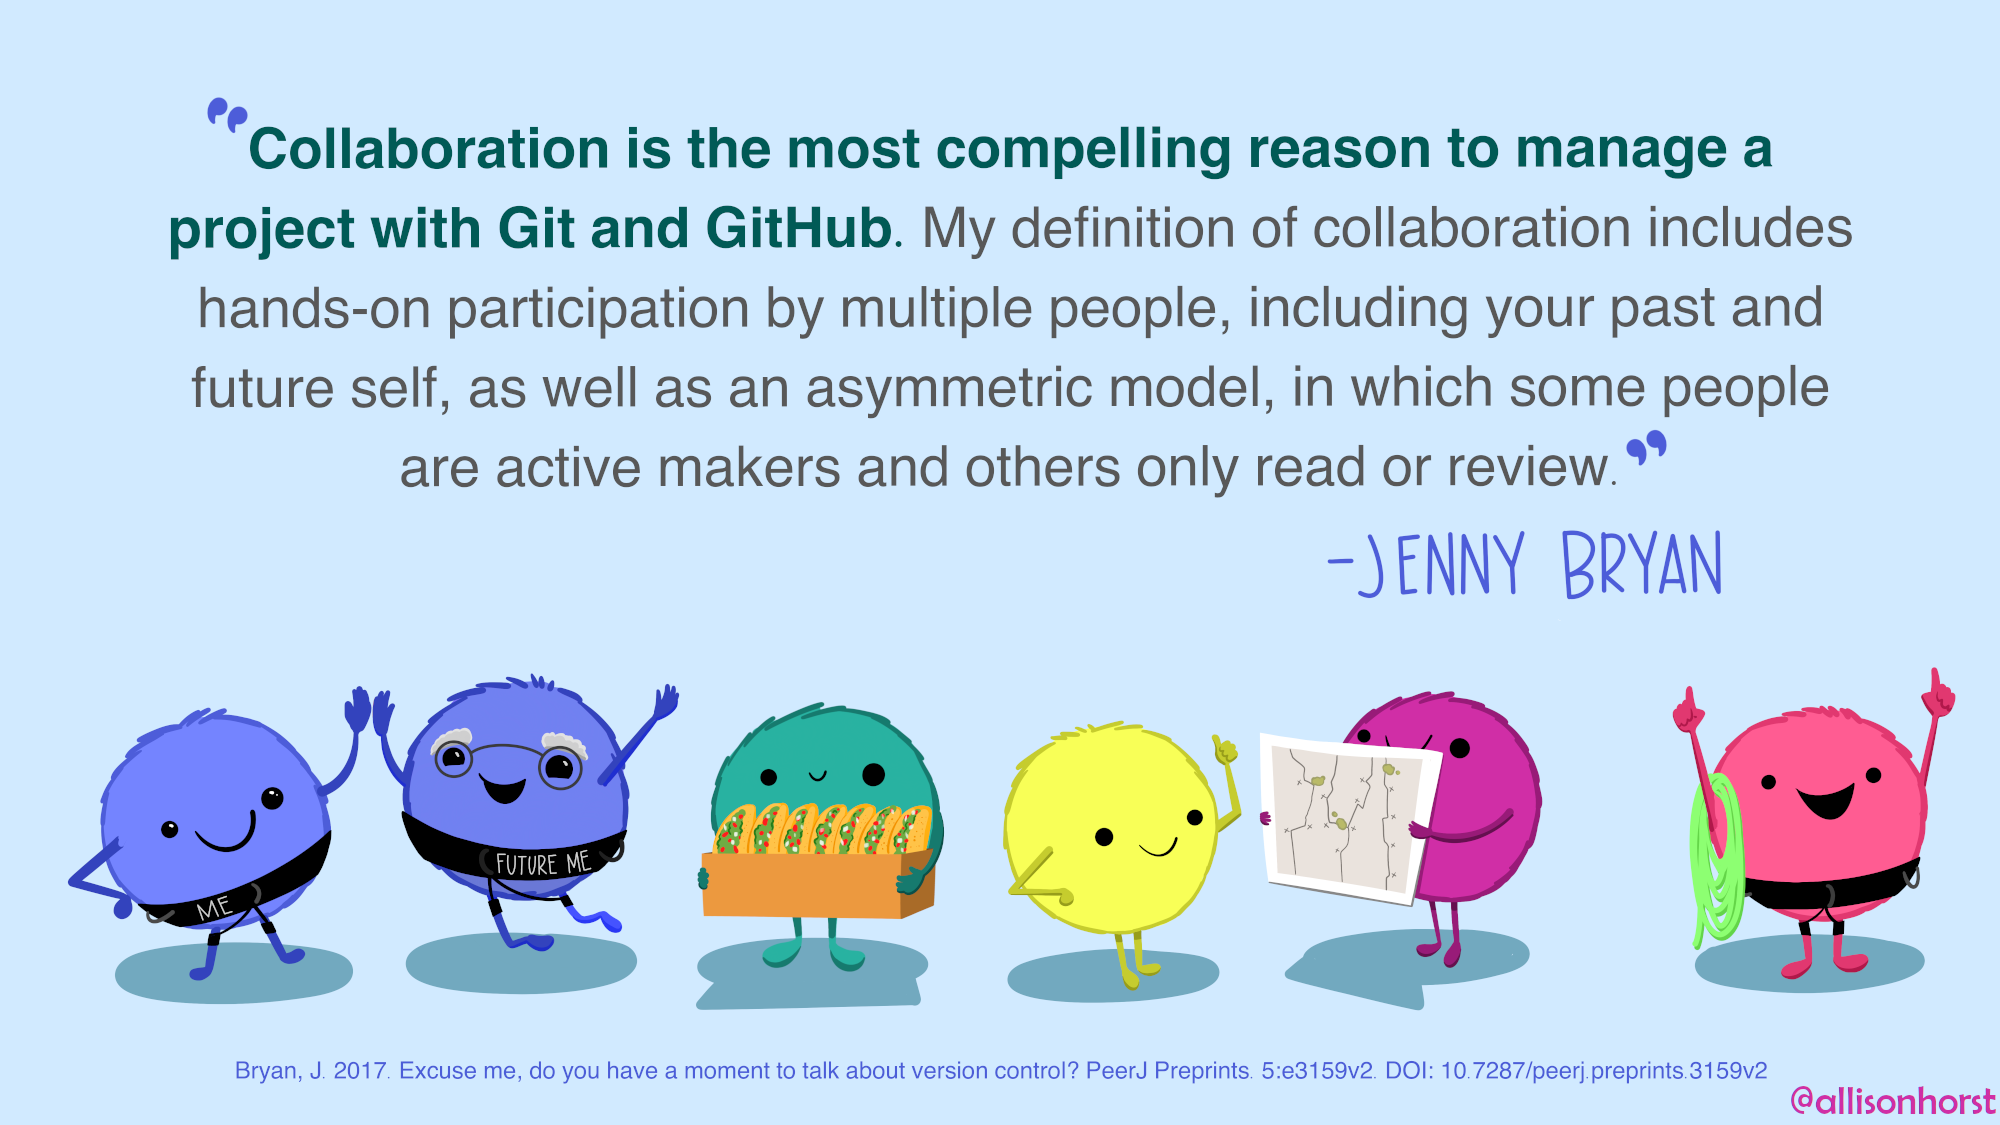 "Collaboration is the most compelling reason to manage a
project with Git and GitHub. My definition of collaboration includes
hands-on participation by multiple people, including your past and
future self, as well as an asymmetric model, in which some people
are active makers and others only read or review."
-JENNY BRYAN
ME
FUTURE ME
Bryan, J. 2017. Excuse me, do you have a moment to talk about version control? PeerJ Preprints. 5:e3159v2. DOI: 10.7287/peerj.preprints.3159v2
@allisonhorst